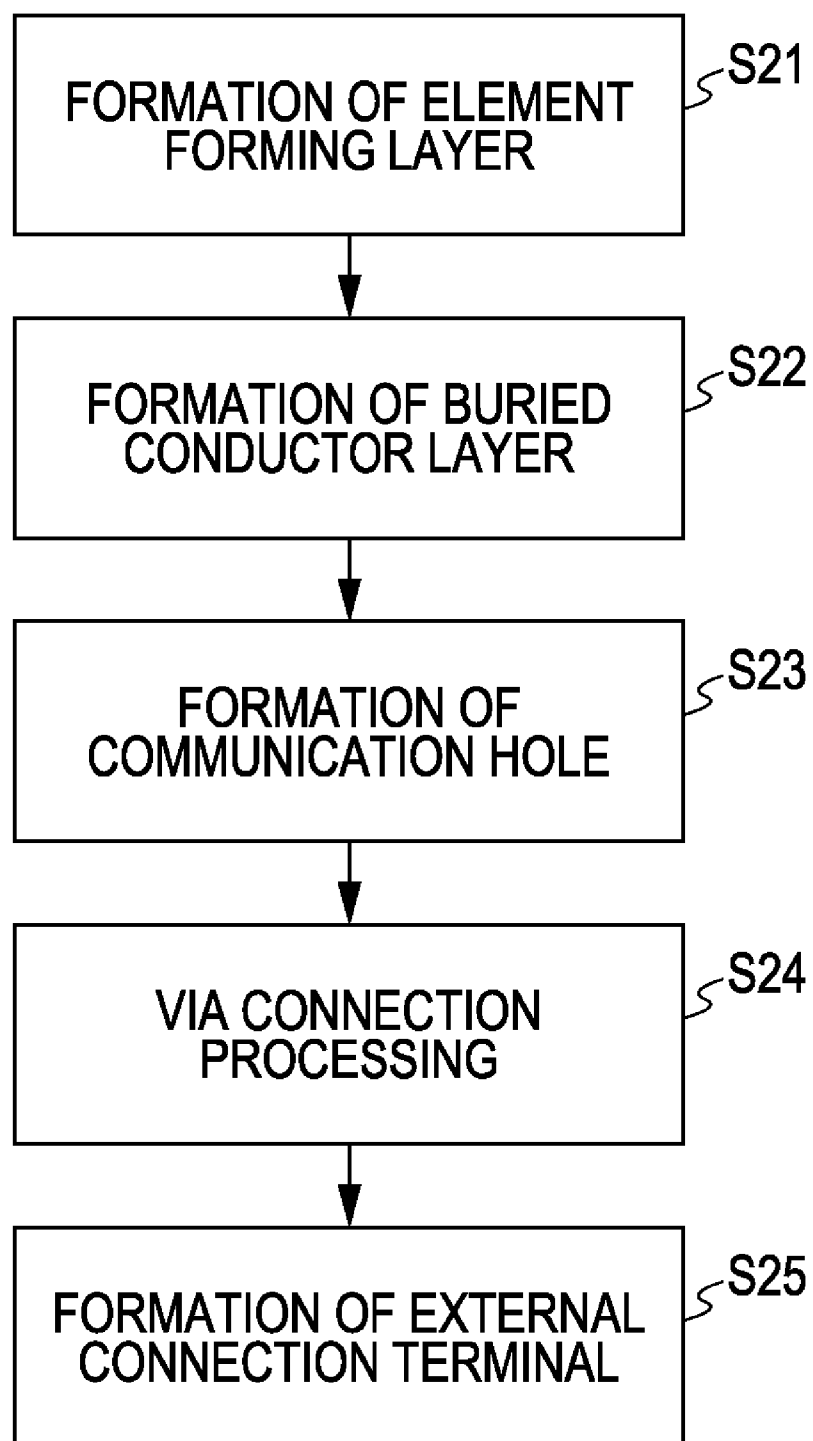 FORMATION OF ELEMENT
FORMING LAYER
S21
FORMATION OF BURIED
CONDUCTOR LAYER
S22
FORMATION OF
COMMUNICATION HOLE
S23
VIA CONNECTION
PROCESSING
S24
FORMATION OF EXTERNAL
CONNECTION TERMINAL
S25